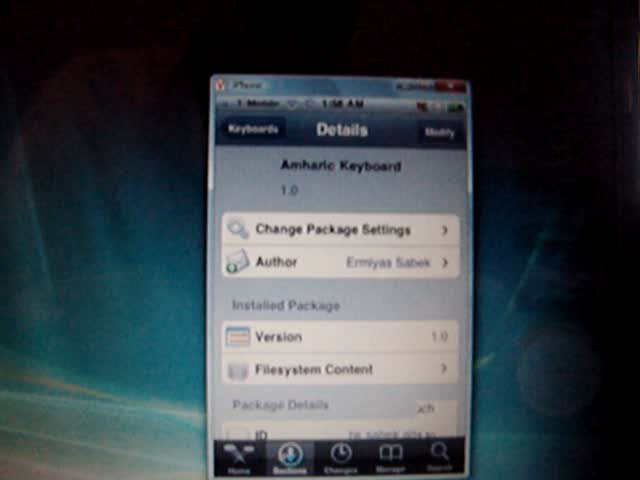 iPhone
1:58 AM
Keyboards Details Modify
Amharic Keyboard
1.0
Change Package Settings
Author Ermiyas Sabek
Installed Package
Version 1.0
Filesystem Content
Package Details
ID
Home Sections Changes Manage Search